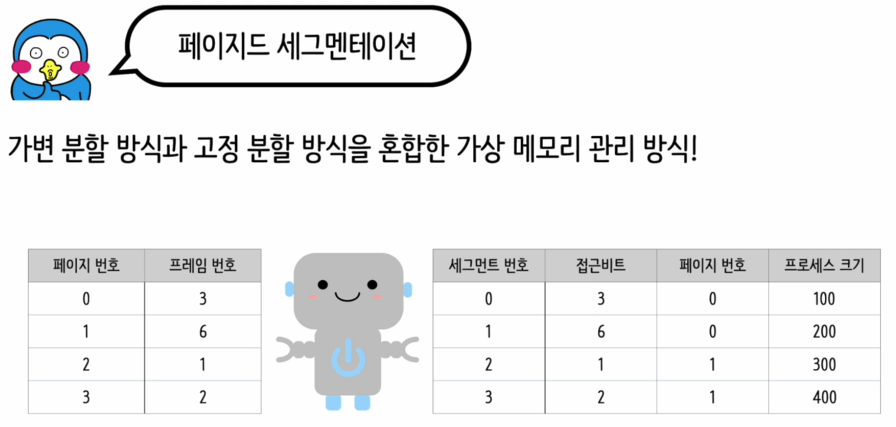 페이지드 세그멘테이션
가변 분할 방식과 고정 분할 방식을 혼합한 가상 메모리 관리 방식!
페이지 번호 프레임 번호
0 3
1 6
2 1
3 2
세그먼트 번호 접근비트 페이지 번호 프로세스 크기
0 3 0 100
1 6 0 200
2 1 1 300
3 2 1 400